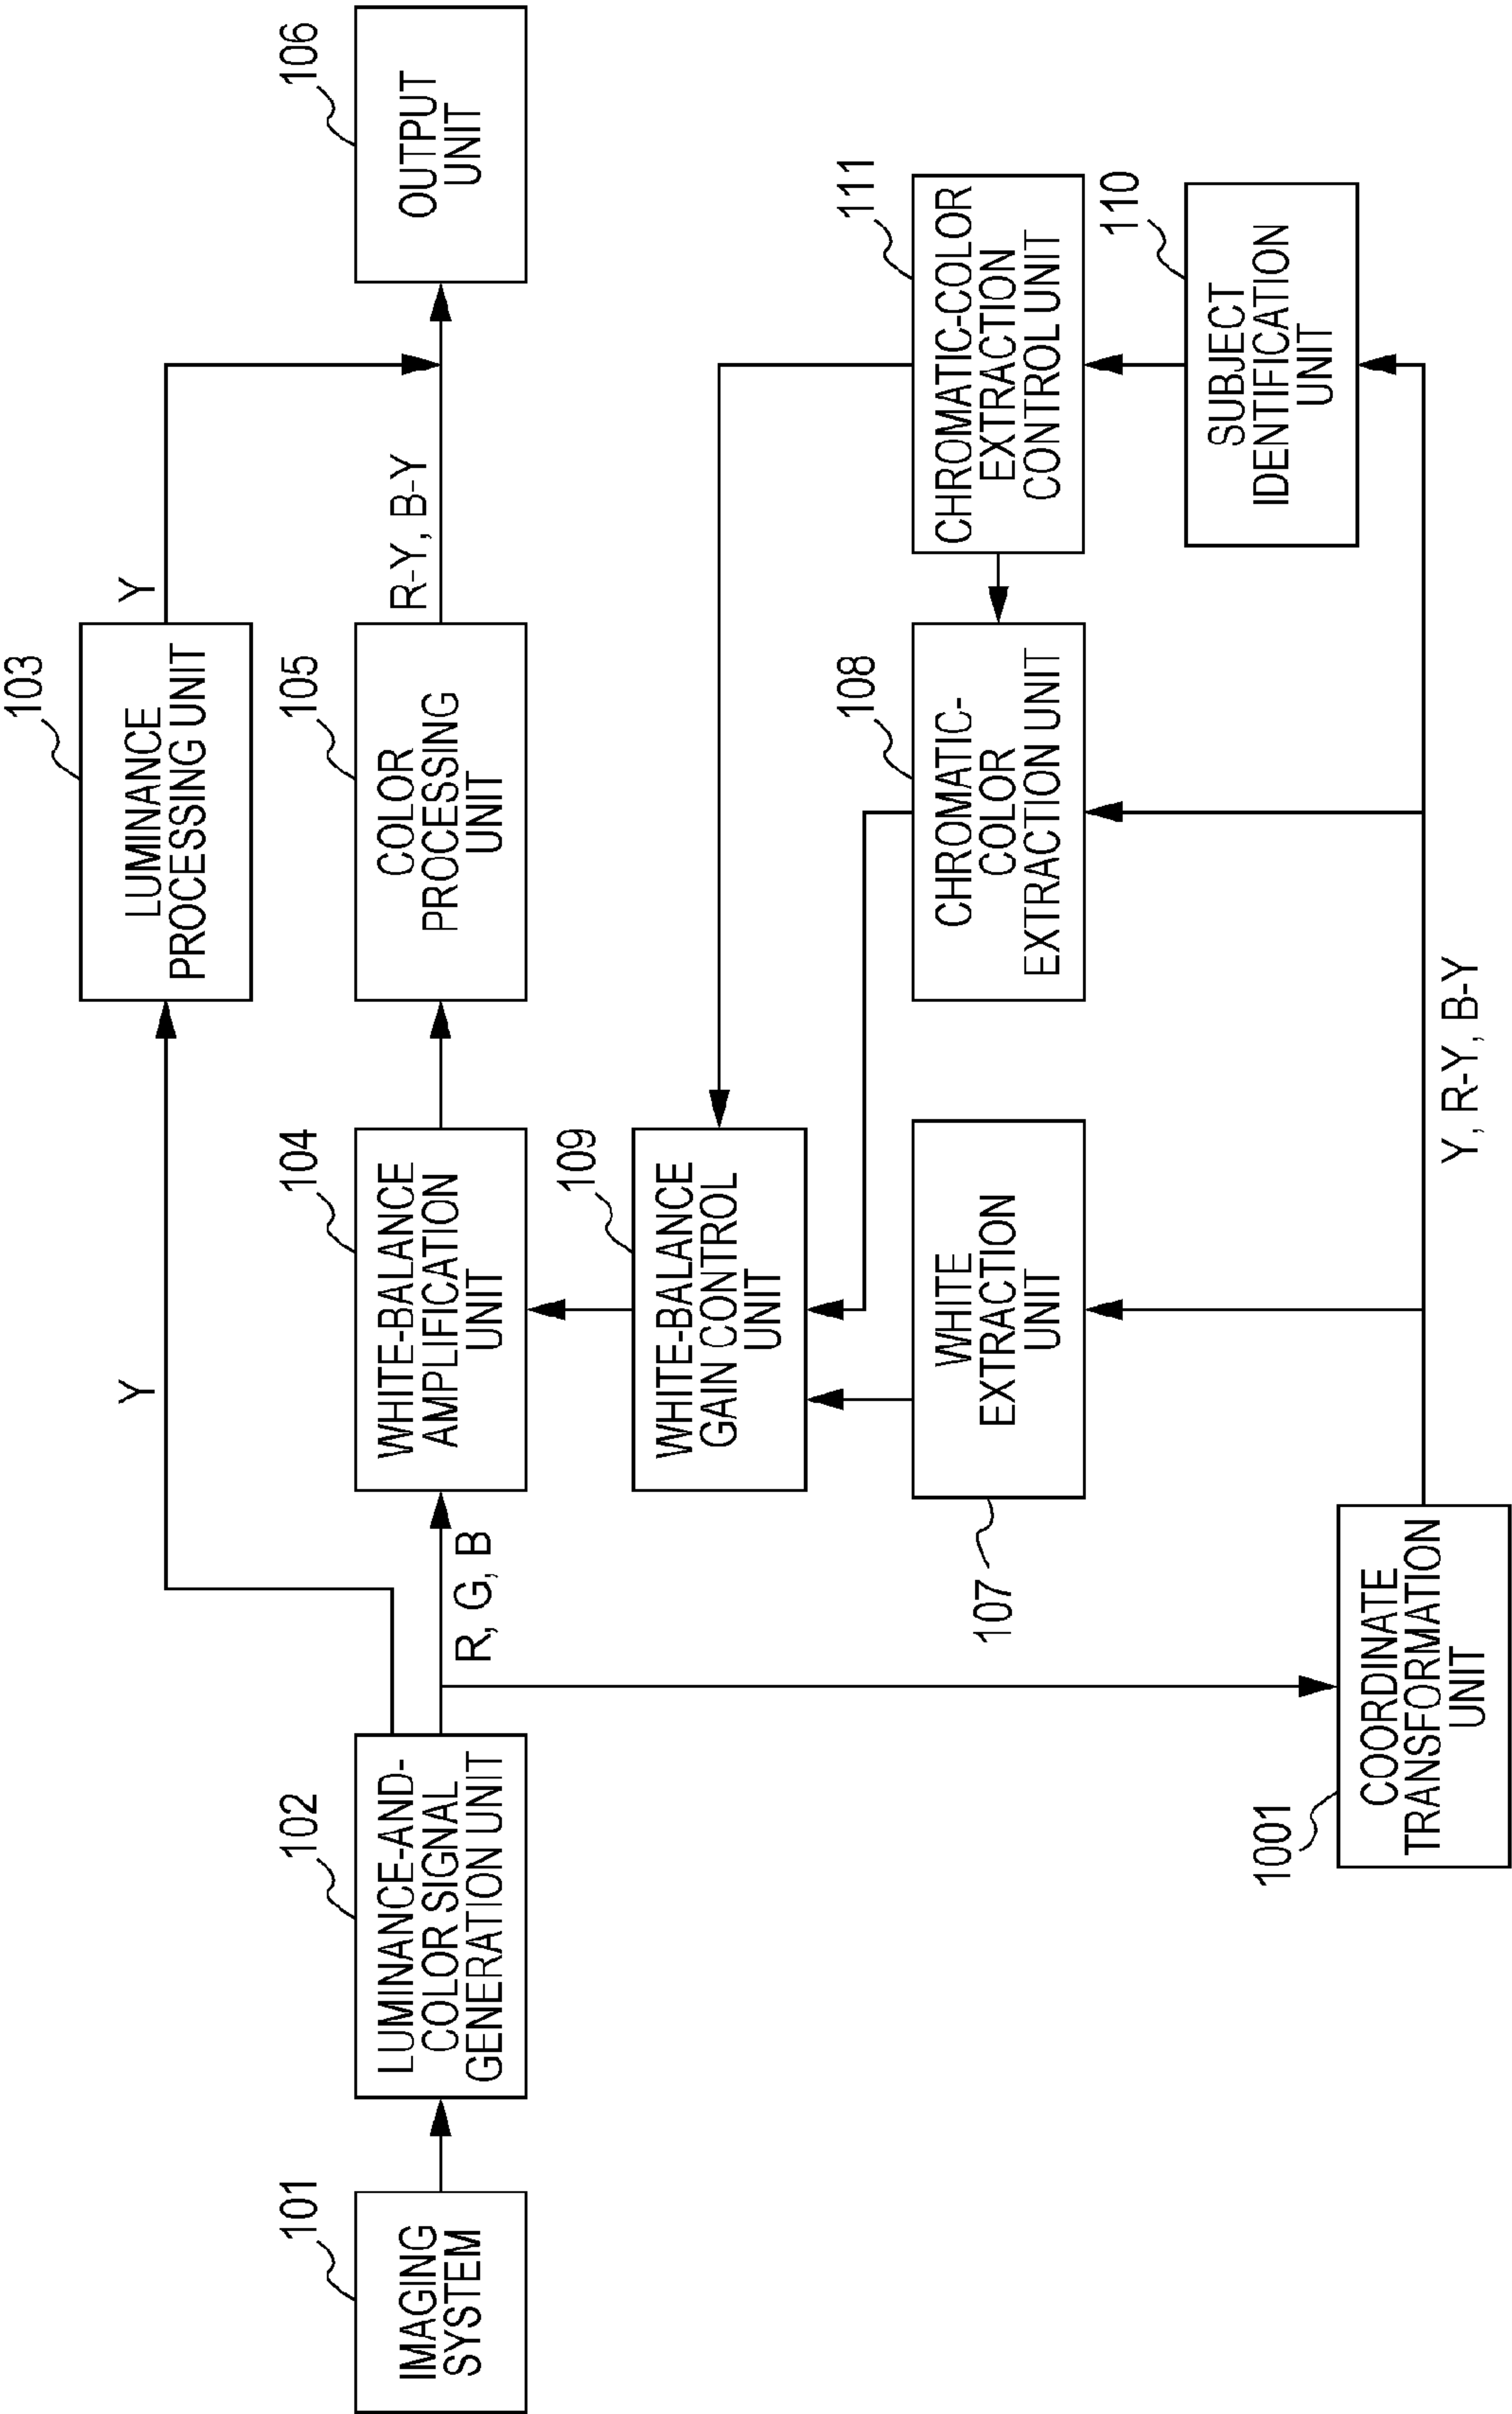 101
IMAGING
SYSTEM
102
LUMINANCE-AND-
COLOR SIGNAL
GENERATION UNIT
Y
R, G, B
103
LUMINANCE
PROCESSING UNIT
Y
104
WHITE-BALANCE
AMPLIFICATION
UNIT
105
COLOR
PROCESSING
UNIT
R-Y, B-Y
106
OUTPUT
UNIT
109
WHITE-BALANCE
GAIN CONTROL
UNIT
107
WHITE
EXTRACTION
UNIT
108
CHROMATIC-
COLOR
EXTRACTION UNIT
111
CHROMATIC-COLOR
EXTRACTION
CONTROL UNIT
110
SUBJECT
IDENTIFICATION
UNIT
1001
COORDINATE
TRANSFORMATION
UNIT
Y, R-Y, B-Y